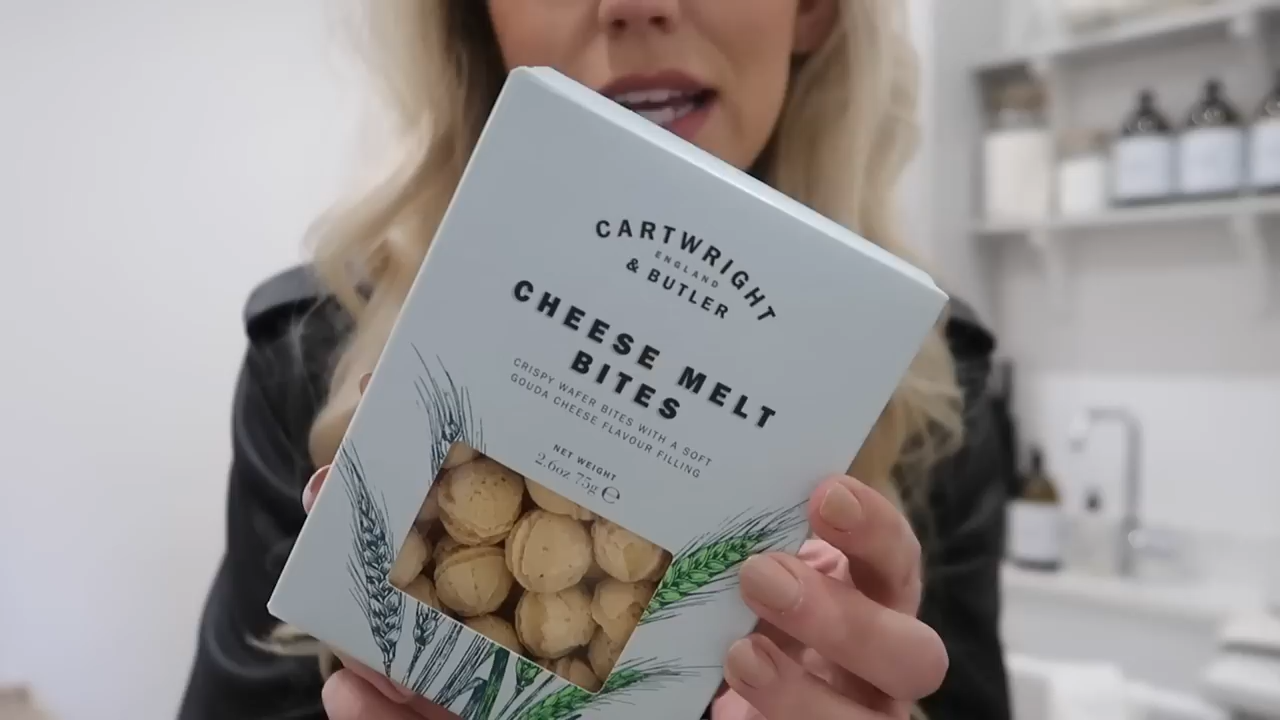 CARTWRIGHT
ENGLAND
& BUTLER
CHEESE MELT
BITES
CRISPY WAFER BITES WITH A SOFT
GOUDA CHEESE FLAVOUR FILLING
NET WEIGHT
2.6oz 75g ℮